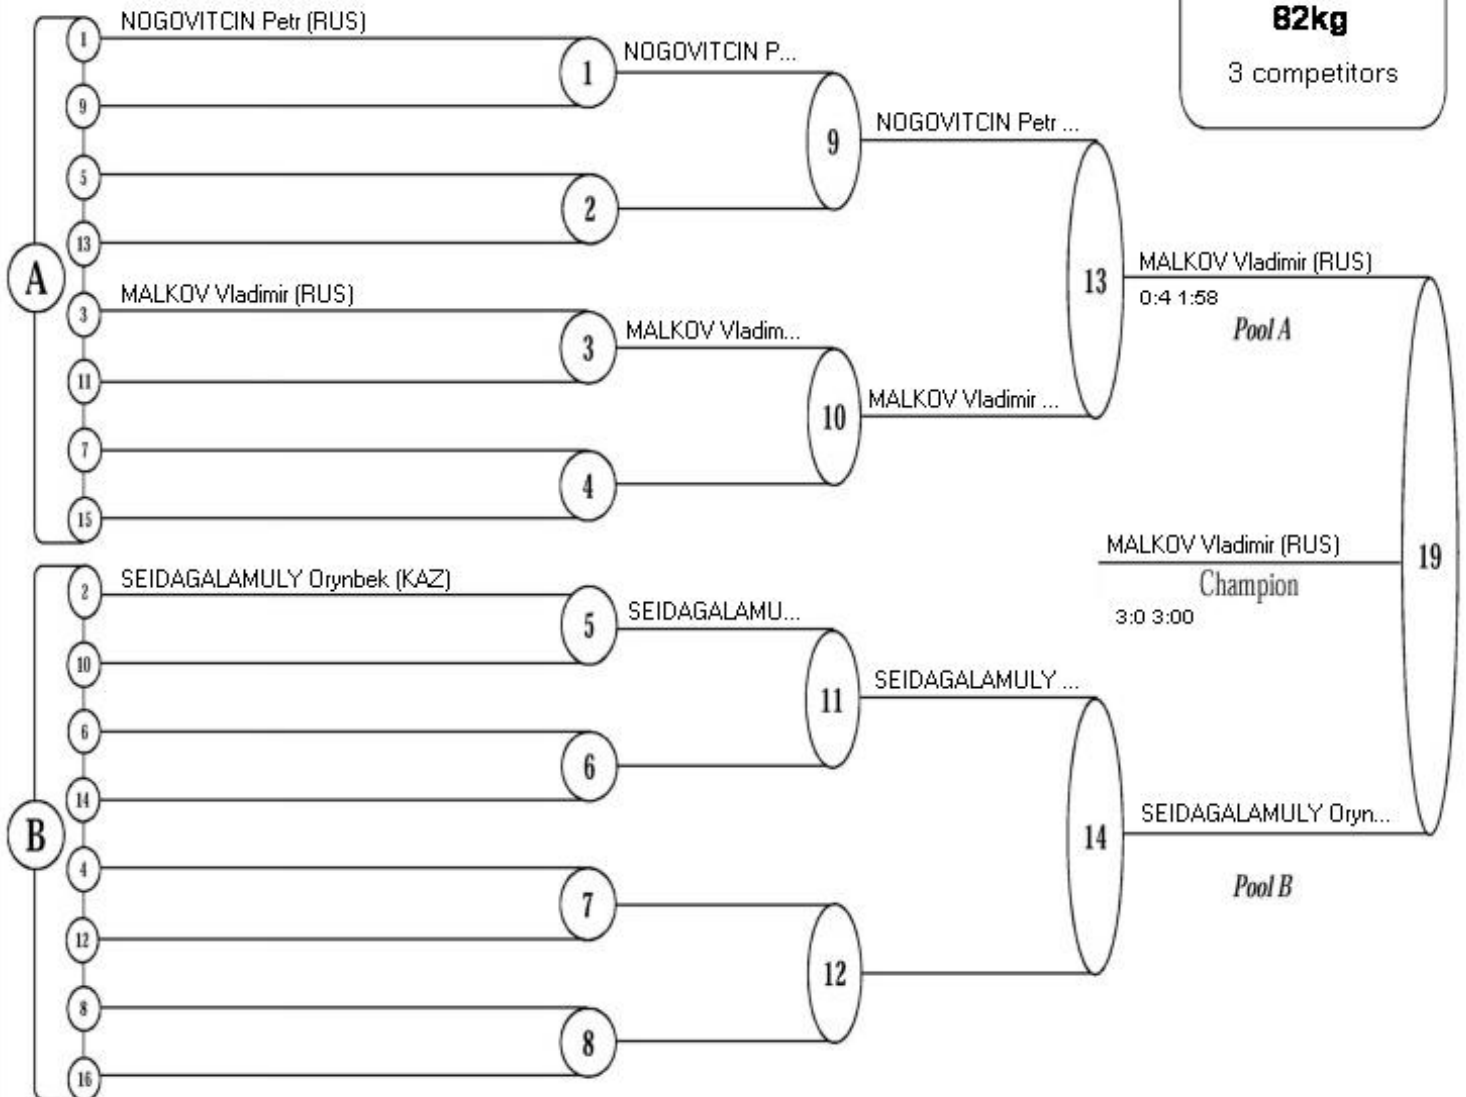 82kg
3 competitors
A
1
NOGOVITCIN Petr (RUS)
9
5
13
3
MALKOV Vladimir (RUS)
11
7
15
1
NOGOVITCIN P...
2
3
MALKOV Vladim...
4
9
NOGOVITCIN Petr ...
10
MALKOV Vladimir ...
13
MALKOV Vladimir (RUS)
0:4 1:58
Pool A
B
2
SEIDAGALAMULY Orynbek (KAZ)
10
6
14
4
12
8
16
5
SEIDAGALAMU...
6
7
8
11
SEIDAGALAMULY ...
12
14
SEIDAGALAMULY Oryn...
Pool B
19
MALKOV Vladimir (RUS)
Champion
3:0 3:00